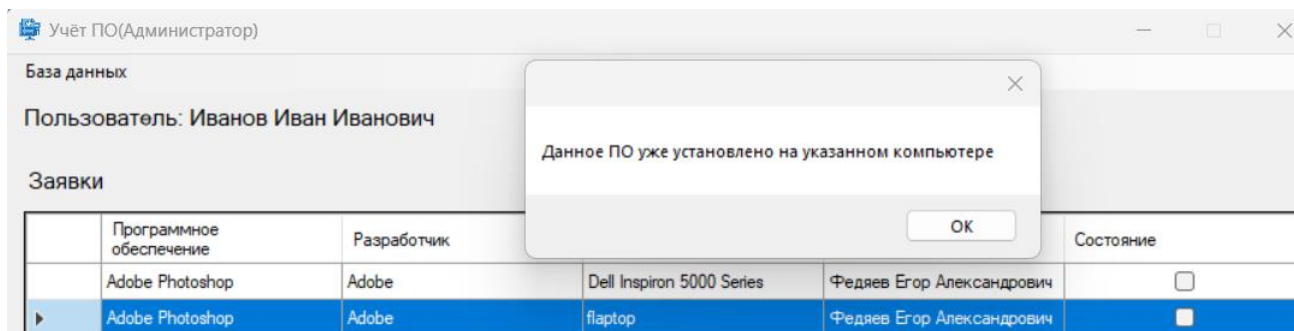 Учёт ПО(Администратор)
База данных
Пользователь: Иванов Иван Иванович
Данное ПО уже установлено на указанном компьютере
OK
Заявки
Программное обеспечение Разработчик Состояние
Adobe Photoshop Adobe Dell Inspiron 5000 Series Федяев Егор Александрович
Adobe Photoshop Adobe flaptop Федяев Егор Александрович